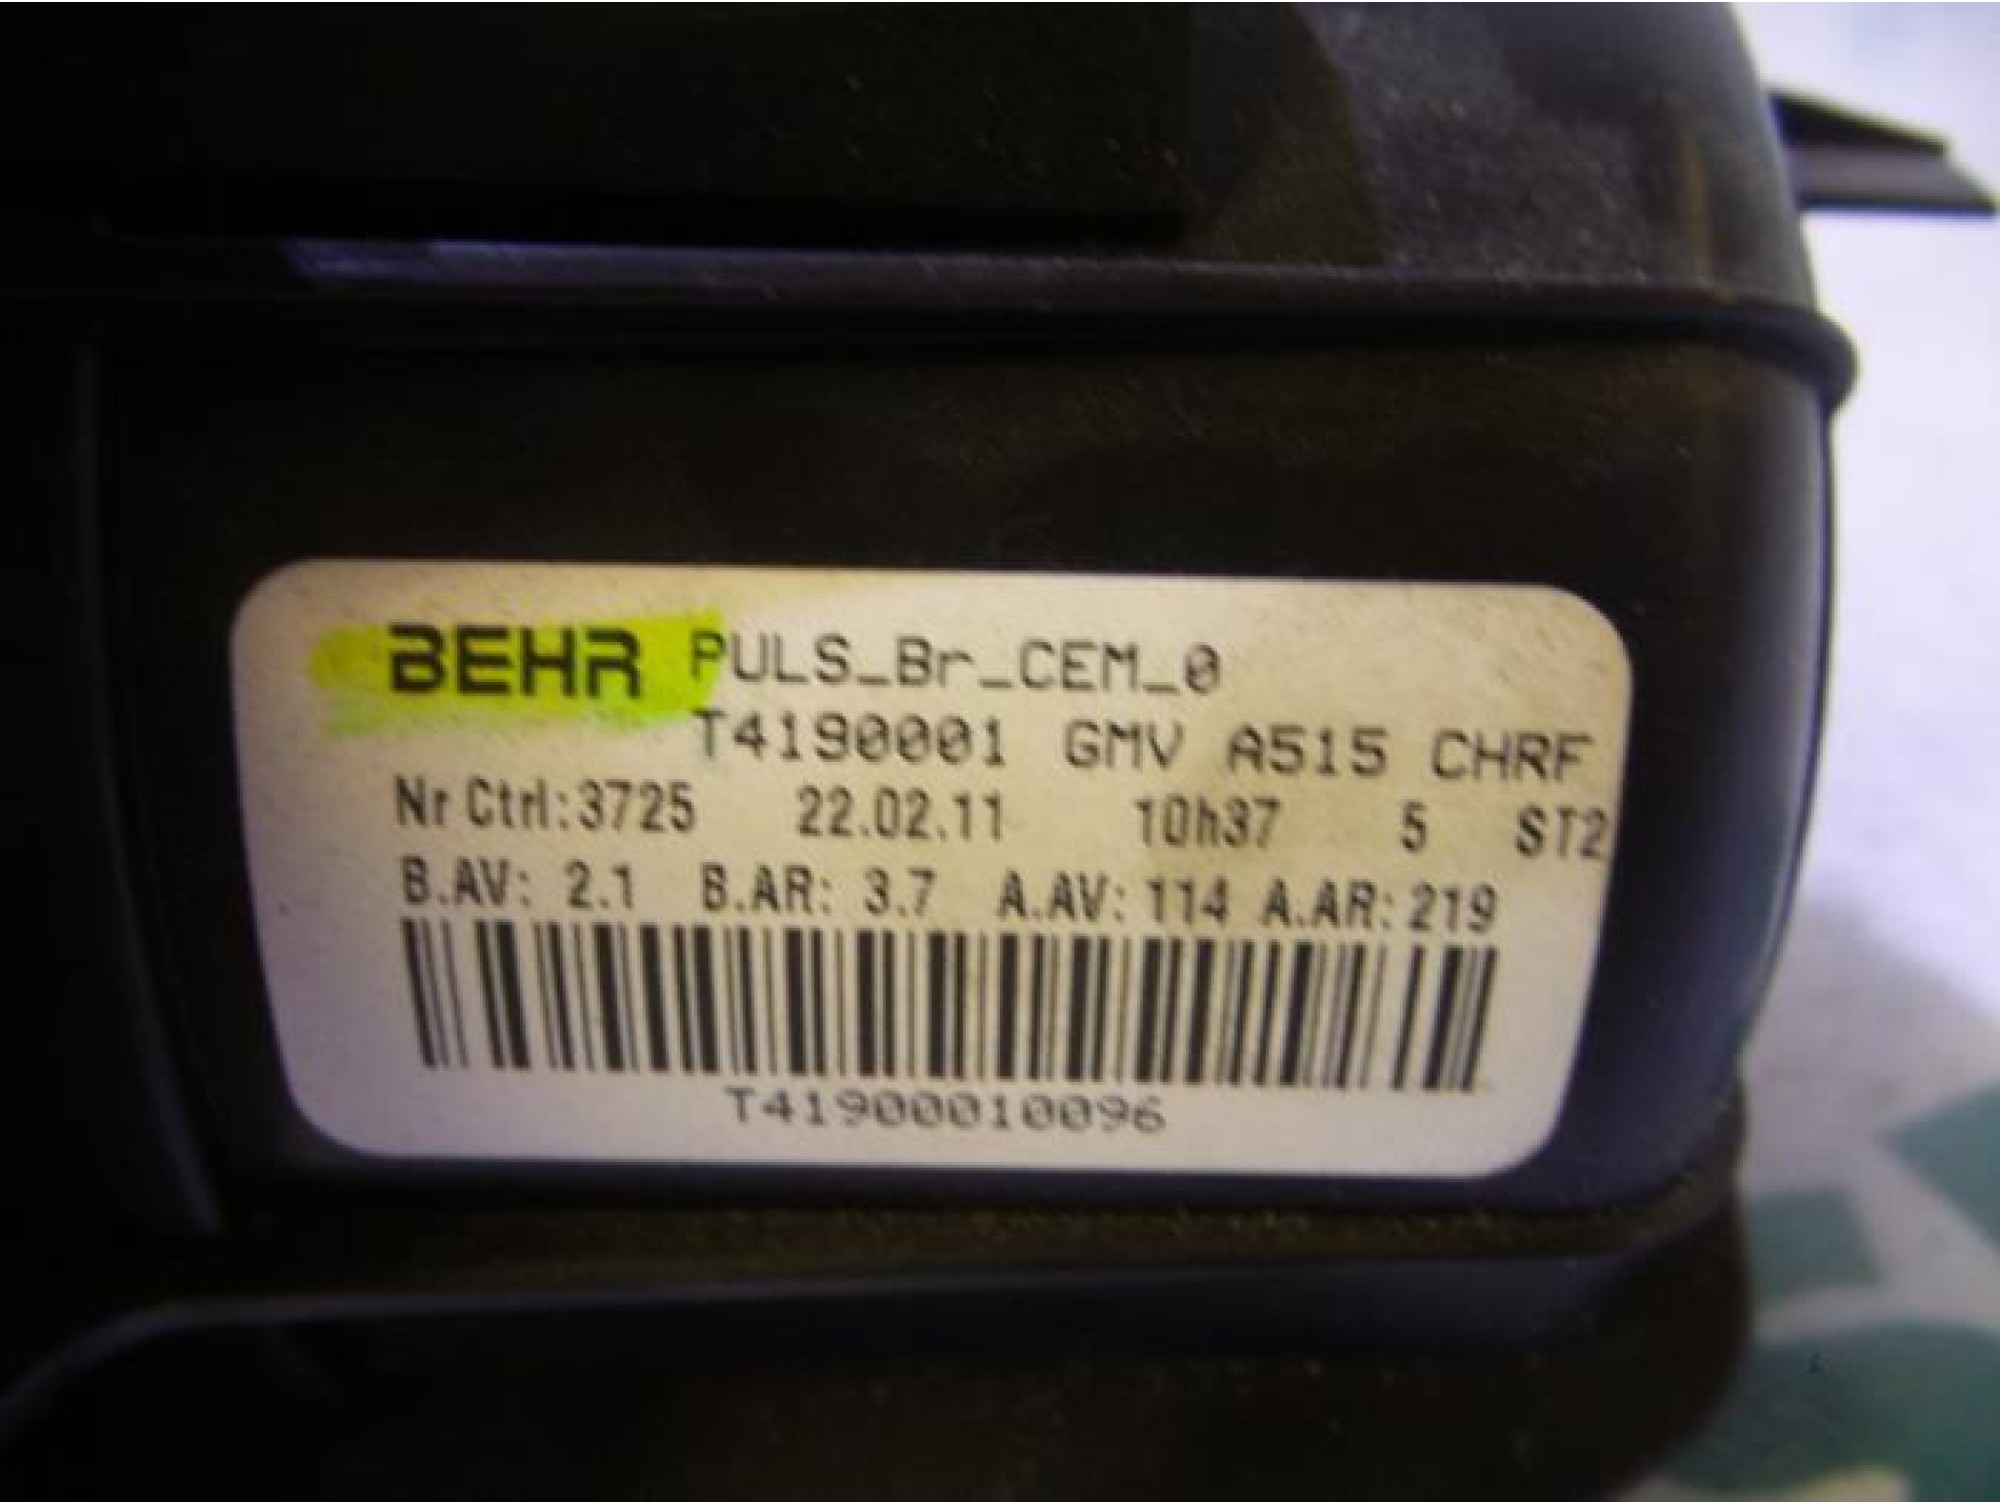 BEHR PULS_Br_CEM_0
T4190001 GMV A515 CHRF
Nr Ctrl:3725 22.02.11 10h37 5 ST2
B.AV: 2.1 B.AR: 3.7 A.AV: 114 A.AR: 219
T41900010096